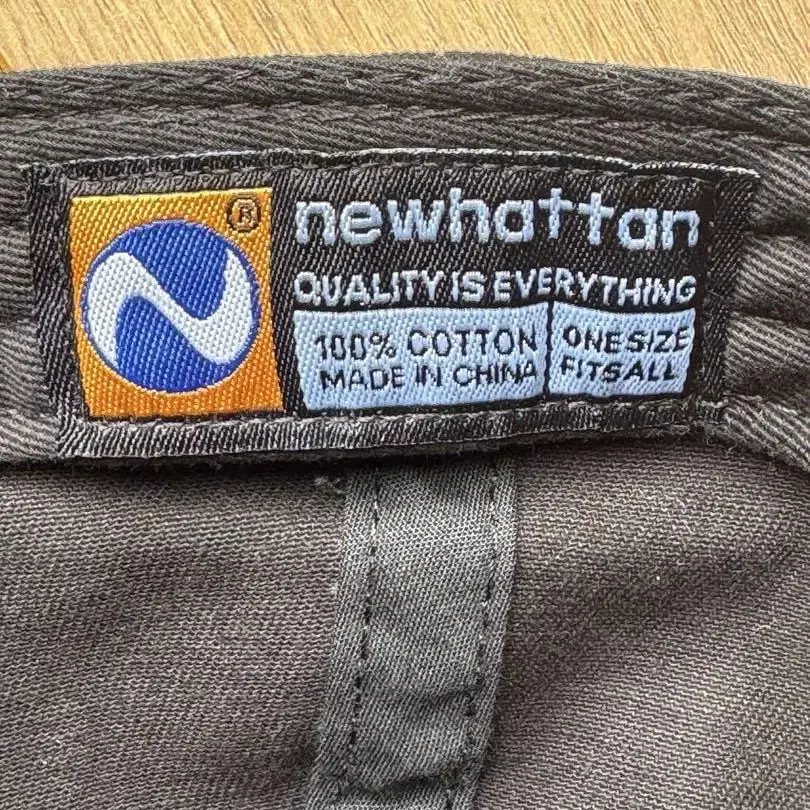 ®
newhattan
QUALITY IS EVERYTHING
100% COTTON
MADE IN CHINA
ONE SIZE
FITS ALL